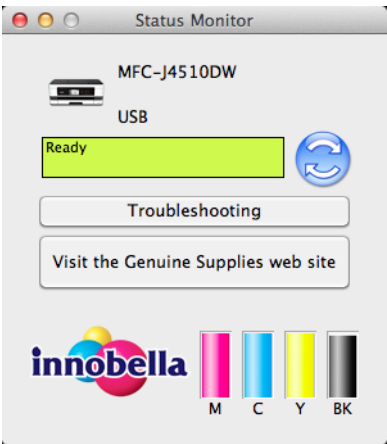 Status Monitor
MFC-J4510DW
USB
Ready
Troubleshooting
Visit the Genuine Supplies web site
innobella
M C Y BK